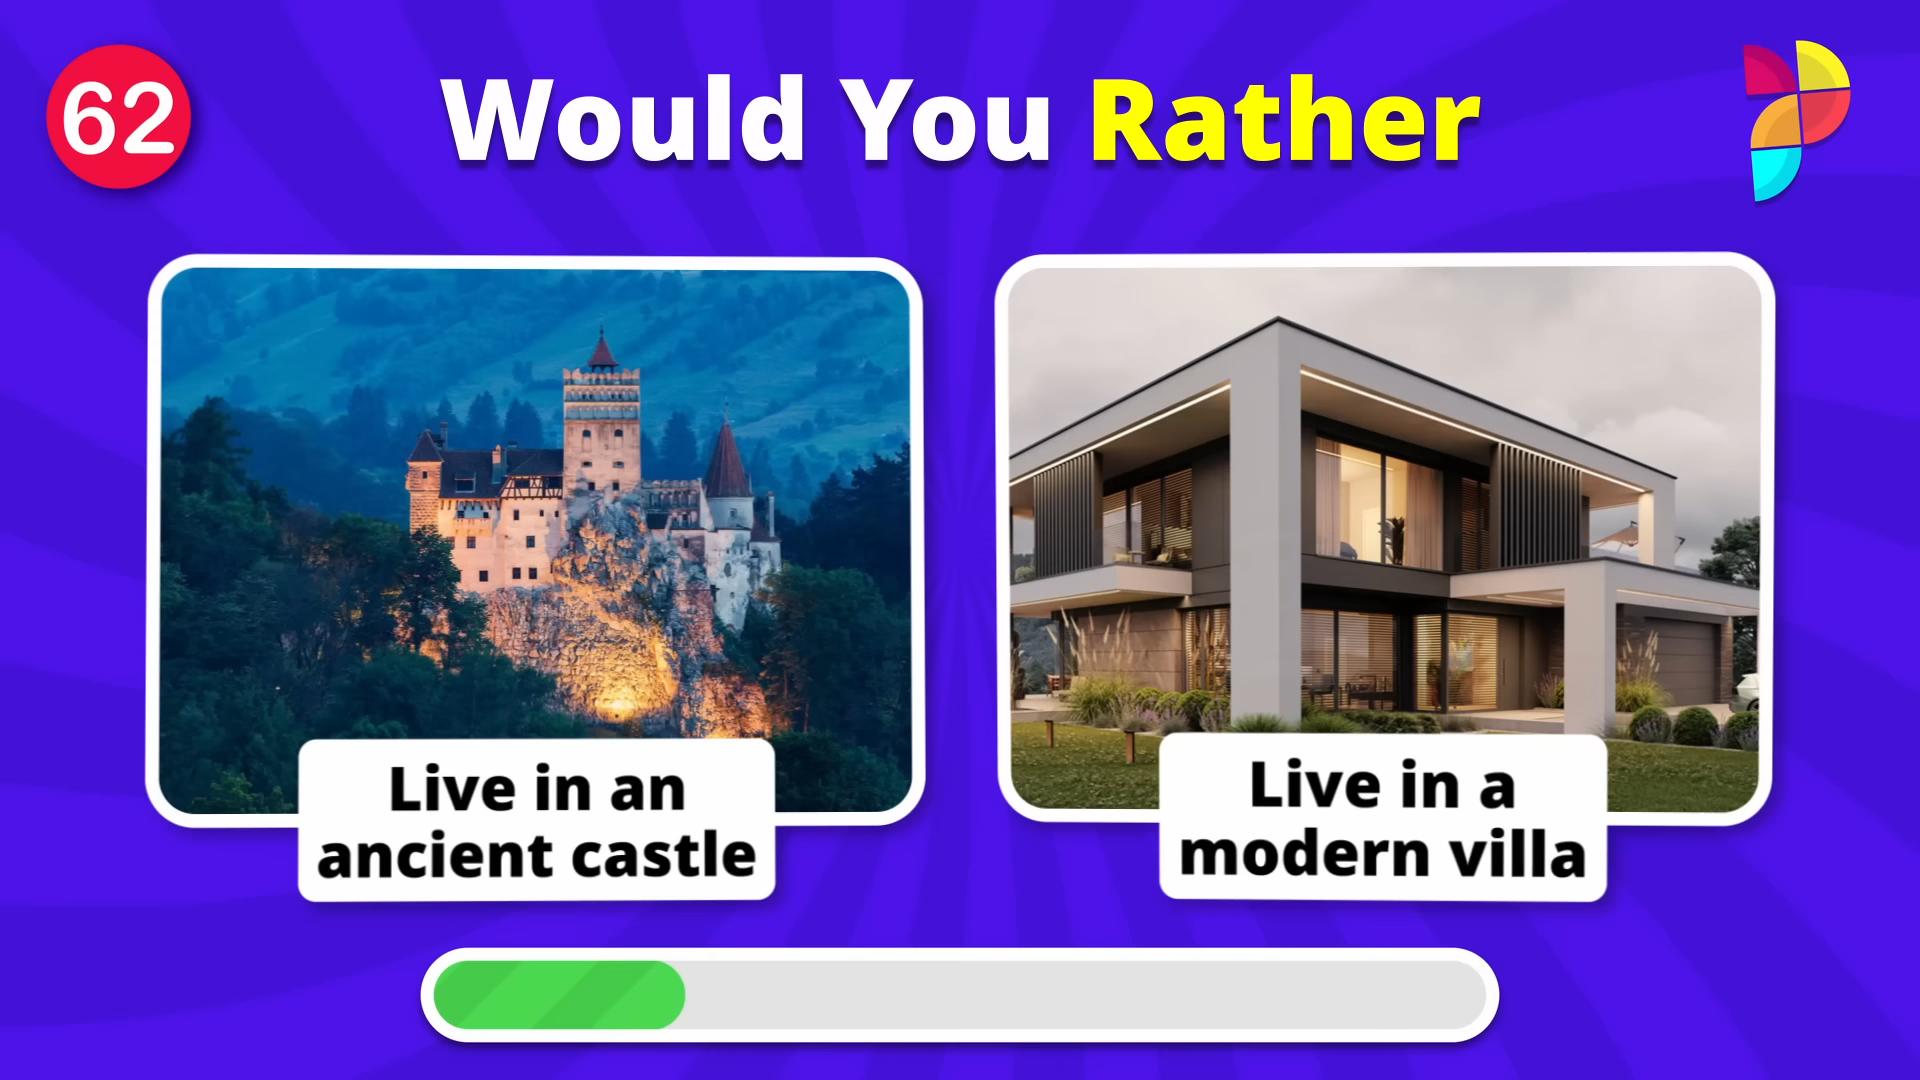 62
Would You Rather
Live in an
ancient castle
Live in a
modern villa